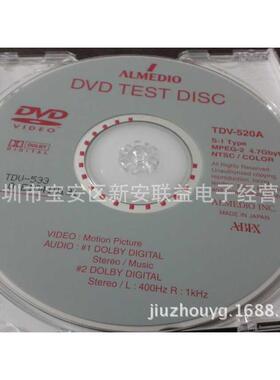 ALMEDIO
DVD TEST DISC
DVD
VIDEO
TDV-520A
S-1 Type
MPEG-2 4.7Gbyte
NTSC / COLOR
DOLBY
DIGITAL
All Rights Reserved
Unauthorized copying,
TDV-533
圳市宝安区新安联益电子经营
ALMEDIO INC.
MADE IN JAPAN
ABEX
VIDEO : Motion Picture
AUDIO : #1 DOLBY DIGITAL
Stereo / Music
#2 DOLBY DIGITAL
Stereo / L : 400Hz R : 1kHz
jiuzhouyg.1688.